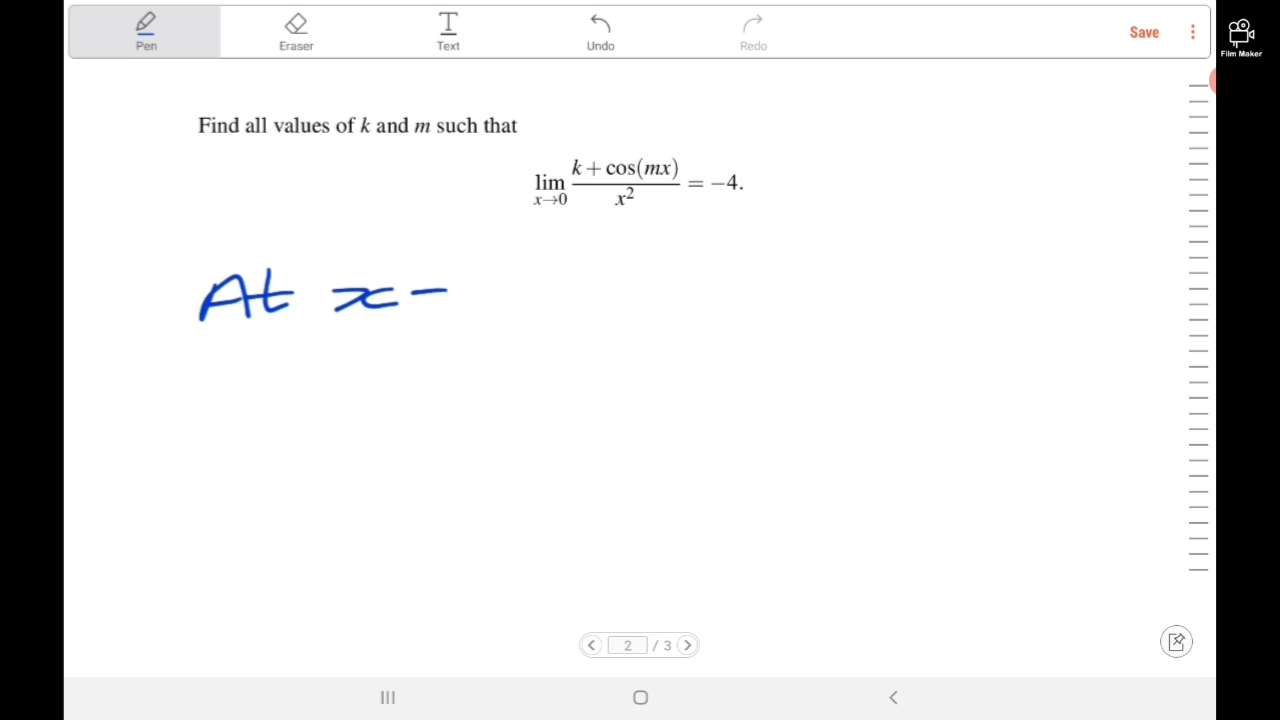 Pen Eraser Text Undo Redo Save
Film Maker
Find all values of k and m such that
lim x→0 k + cos(mx) / x² = −4.
At x –
2 / 3